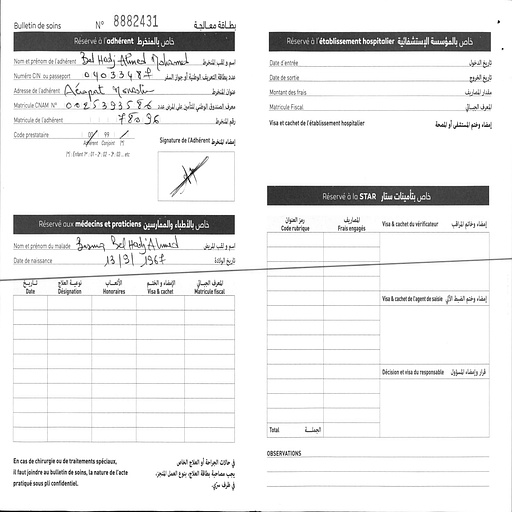 Bulletin de soins N° 8882431 بطاقة معالجة
Réservé à l'adhérent خاص بالمنخرط
Nom et prénom de l'adhérent Bel Hadj Ahmed Mohamed اسم و لقب المنخرط
Numéro CIN ou passeport عدد بطاقة التعريف الوطنية أو جواز السفر
Adresse de l'adhérent Monastir عنوان المنخرط
Matricule CNAM N° 0025393586 معرف الصندوق الوطني للتأمين على المرض عدد
Matricule de l'adhérent 78096 رقم المنخرط
Code prestataire 00 99 (*)
Adhérent Conjoint (*)
(*) : Enfant 1er : 01 - 2e : 02 - 3e : 03 ... etc
Signature de l'Adhérent إمضاء المنخرط
Réservé aux médecins et praticiens خاص بالأطباء والممارسين
Nom et prénom du malade Bel Hadj Ahmed اسم و لقب المريض
Date de naissance 13/9/1967 تاريخ الولادة
تاريخ نوعية العلاج الأتعاب الإمضاء و الختم المعرف الجبائي
Date Désignation Honoraires Visa & cachet Matricule fiscal
En cas de chirurgie ou de traitements spéciaux,
il faut joindre au bulletin de soins, la nature de l'acte
pratiqué sous pli confidentiel.
في حالات الجراحة أو العلاج الخاص
يجب مصاحبة بطاقة العلاج، بنوع العمل المنجز،
في ظرف سري.
Réservé à l'établissement hospitalier خاص بالمؤسسة الإستشفائية
Date d'entrée تاريخ الدخول
Date de sortie تاريخ الخروج
Montant des frais مقدار المصاريف
Matricule Fiscal المعرف الجبائي
Visa et cachet de l'établissement hospitalier إمضاء وختم المستشفى أو المصحة
Réservé à la STAR خاص بتأمينات ستار
رمز العنوان المصاريف
Code rubrique Frais engagés
Visa & cachet du vérificateur إمضاء وخاتم المراقب
Visa & cachet de l'agent de saisie إمضاء وختم الضبط الآلي
Décision et visa du responsable قرار وإمضاء المسؤول
Total الجملة
OBSERVATIONS